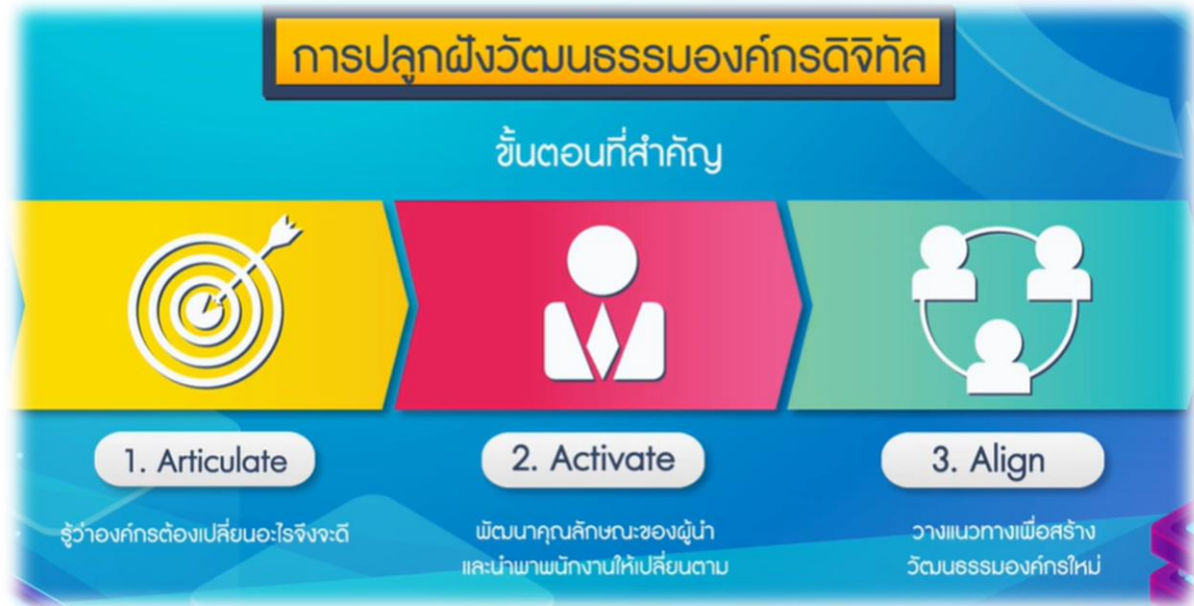 การปลูกฝังวัฒนธรรมองค์กรดิจิทัล
ขั้นตอนที่สำคัญ
1. Articulate
รู้ว่าองค์กรต้องเปลี่ยนอะไรจึงจะดี
2. Activate
พัฒนาคุณลักษณะของผู้นำ
และนำพาพนักงานให้เปลี่ยนตาม
3. Align
วางแนวทางเพื่อสร้าง
วัฒนธรรมองค์กรใหม่